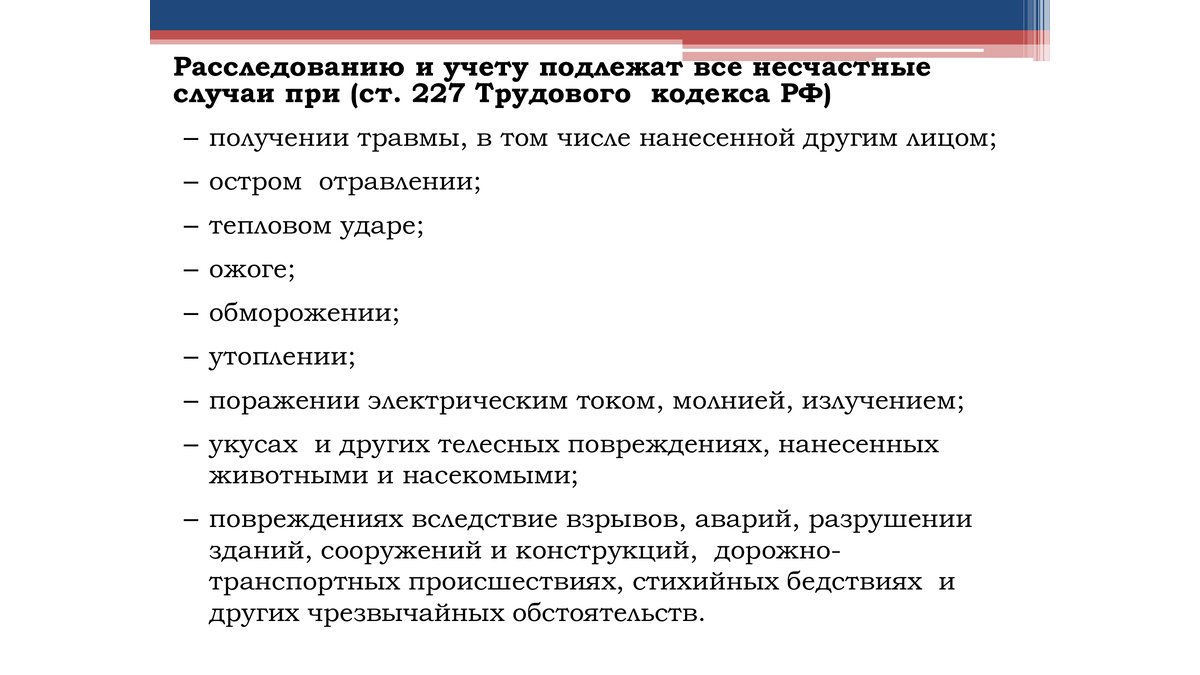 Расследованию и учету подлежат все несчастные
случаи при (ст. 227 Трудового кодекса РФ)
– получении травмы, в том числе нанесенной другим лицом;
– остром отравлении;
– тепловом ударе;
– ожоге;
– обморожении;
– утоплении;
– поражении электрическим током, молнией, излучением;
– укусах и других телесных повреждениях, нанесенных
животными и насекомыми;
– повреждениях вследствие взрывов, аварий, разрушении
зданий, сооружений и конструкций, дорожно-
транспортных происшествиях, стихийных бедствиях и
других чрезвычайных обстоятельств.